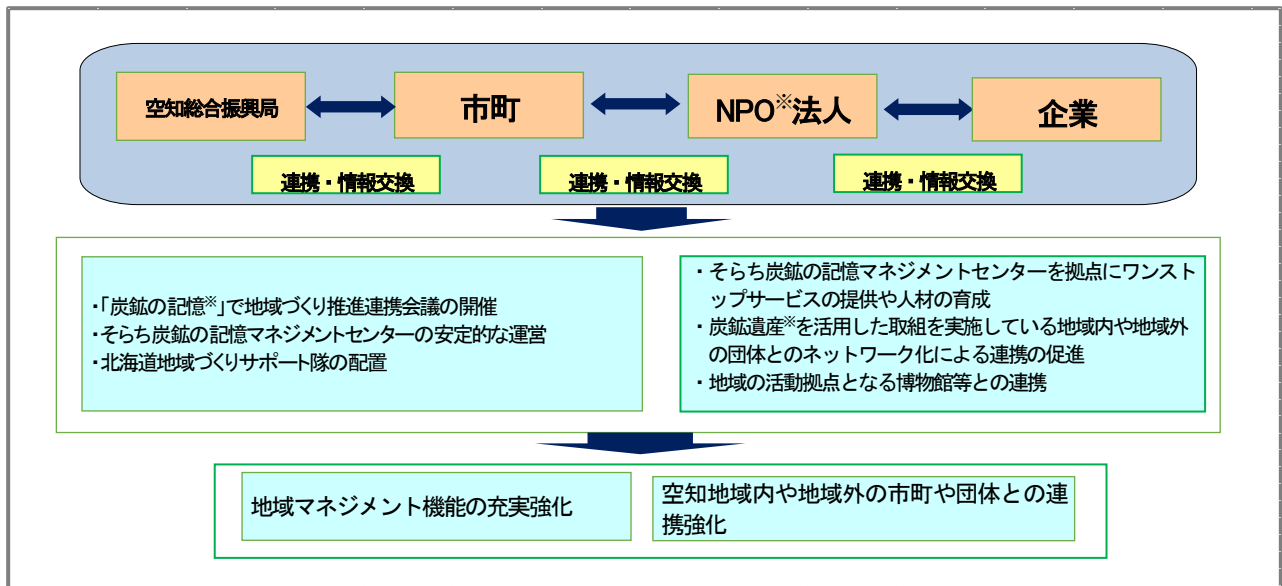 空知総合振興局
市町
NPO※法人
企業
連携・情報交換
連携・情報交換
連携・情報交換
・「炭鉱の記憶※」で地域づくり推進連携会議の開催
・そらち炭鉱の記憶マネジメントセンターの安定的な運営
・北海道地域づくりサポート隊の配置
・そらち炭鉱の記憶マネジメントセンターを拠点にワンスト
ップサービスの提供や人材の育成
・炭鉱遺産※を活用した取組を実施している地域内や地域外
の団体とのネットワーク化による連携の促進
・地域の活動拠点となる博物館等との連携
地域マネジメント機能の充実強化
空知地域内や地域外の市町や団体との連
携強化